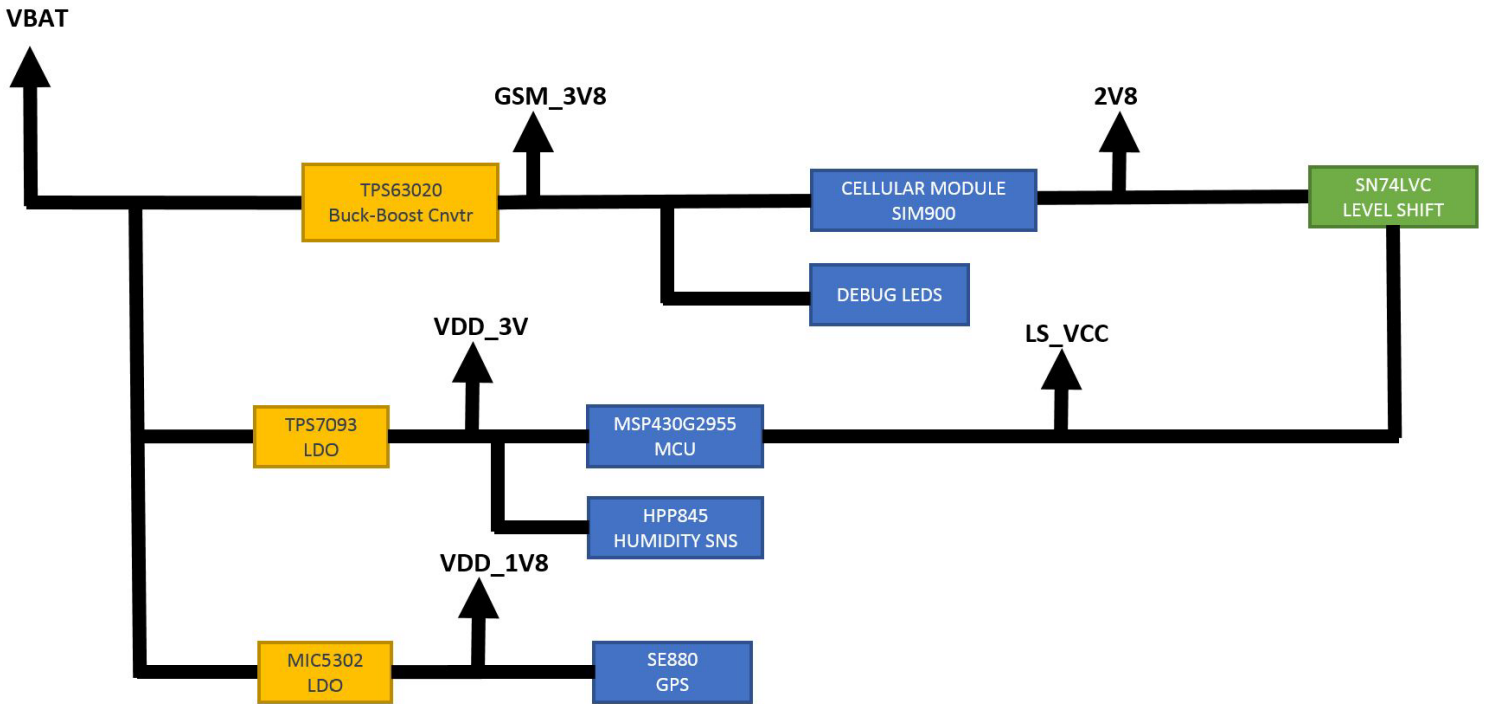 VBAT
GSM_3V8
2V8
TPS63020
Buck-Boost Cnvtr
CELLULAR MODULE
SIM900
SN74LVC
LEVEL SHIFT
DEBUG LEDS
VDD_3V
LS_VCC
TPS7093
LDO
MSP430G2955
MCU
HPP845
HUMIDITY SNS
VDD_1V8
MIC5302
LDO
SE880
GPS